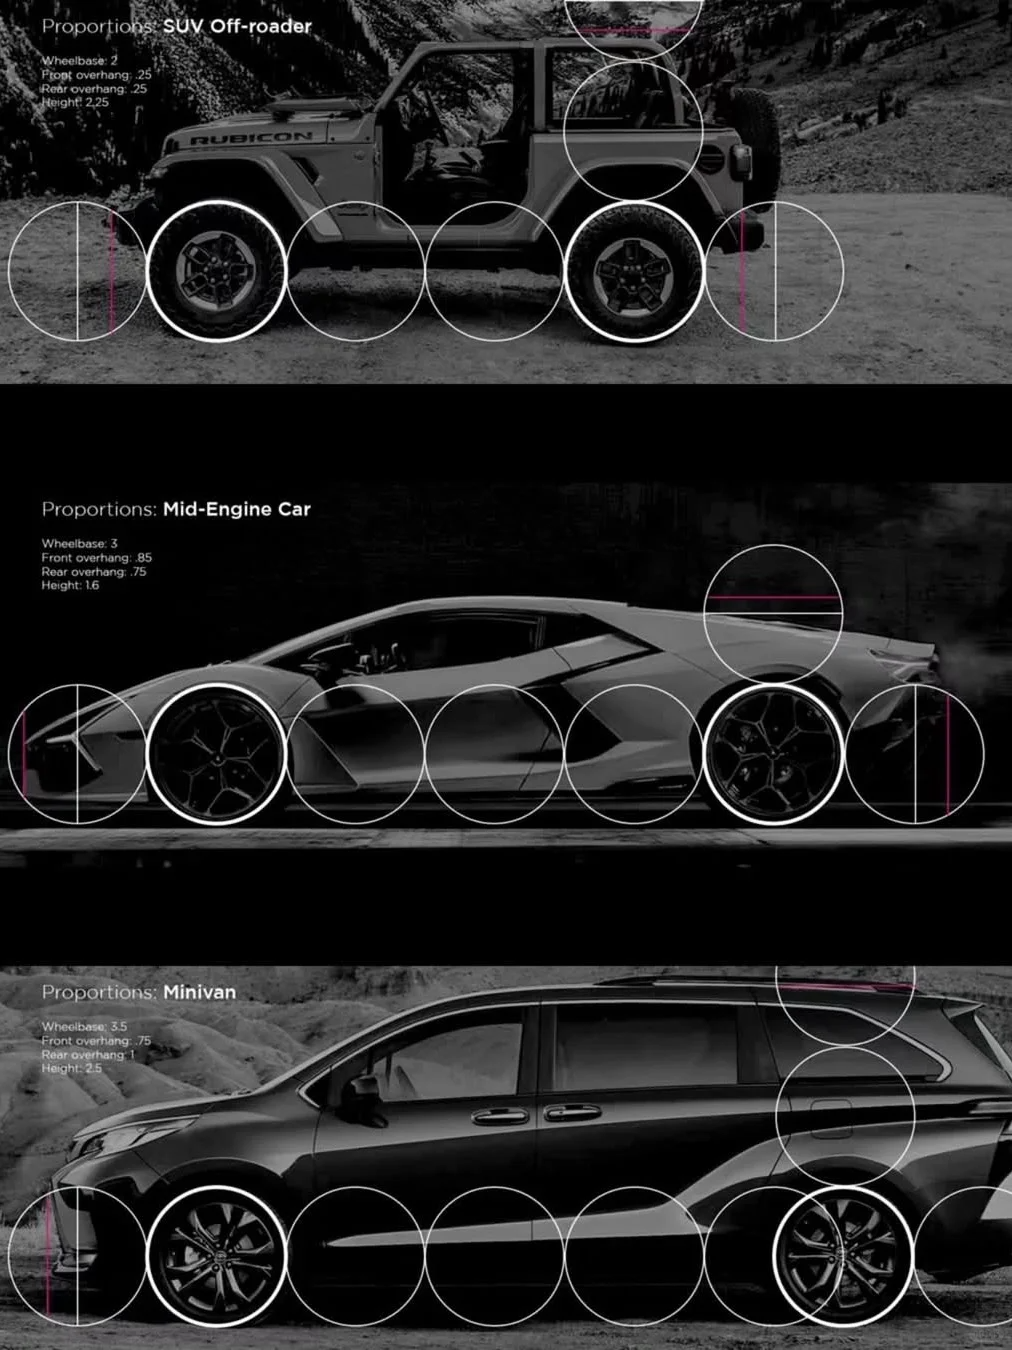 Proportions: SUV Off-roader
Wheelbase: 2
Front overhang: .25
Rear overhang: .25
Height: 2.25
RUBICON
Proportions: Mid-Engine Car
Wheelbase: 3
Front overhang: .85
Rear overhang: .75
Height: 1.6
Proportions: Minivan
Wheelbase: 3.5
Front overhang: .75
Rear overhang: 1
Height: 2.5